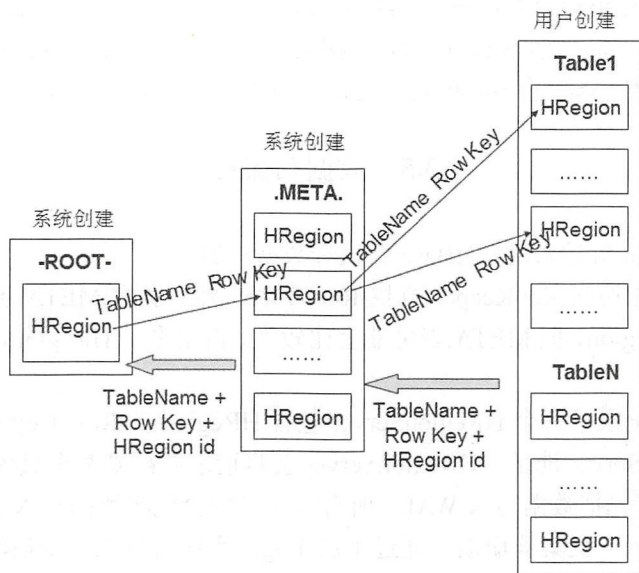 用户创建
Table1
HRegion
……
HRegion
……
TableN
HRegion
……
HRegion
系统创建
.META.
HRegion
HRegion
……
HRegion
系统创建
-ROOT-
HRegion
TableName Row Key
TableName Row Key
TableName Row Key
TableName +
Row Key +
HRegion id
TableName +
Row Key +
HRegion id